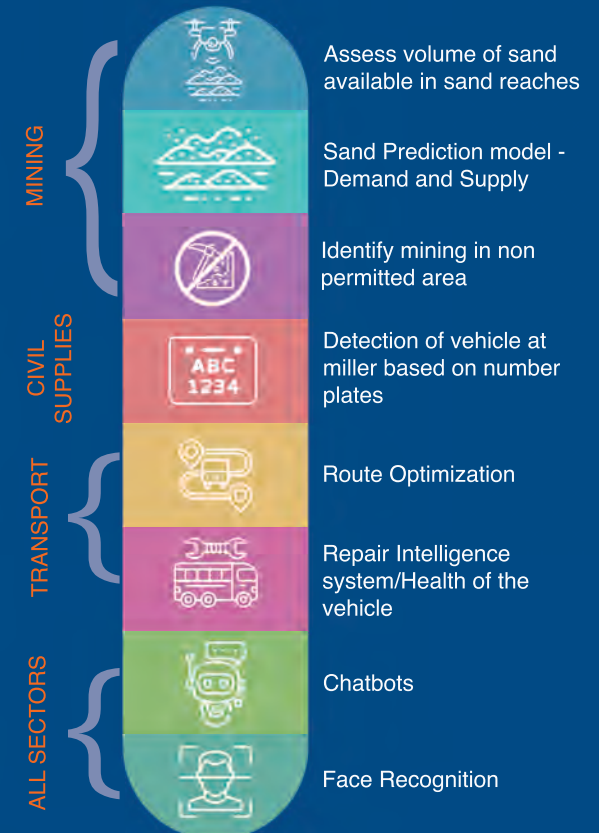 MINING
Assess volume of sand
available in sand reaches
Sand Prediction model -
Demand and Supply
Identify mining in non
permitted area
CIVIL
SUPPLIES
ABC
1234
Detection of vehicle at
miller based on number
plates
TRANSPORT
Route Optimization
Repair Intelligence
system/Health of the
vehicle
ALL SECTORS
Chatbots
Face Recognition